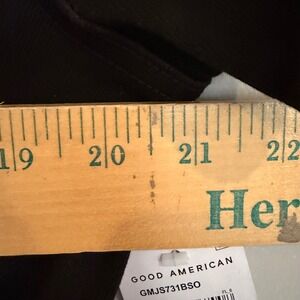 19 20 21 22
Her
GOOD AMERICAN
GMJS731BSO